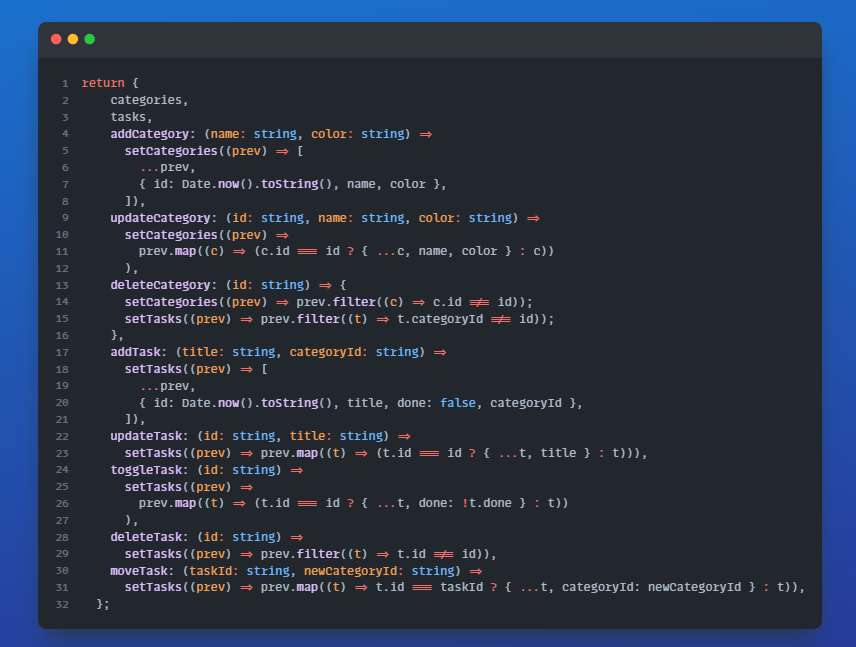 1 return {
2     categories,
3     tasks,
4     addCategory: (name: string, color: string) =>
5       setCategories((prev) => [
6         ...prev,
7         { id: Date.now().toString(), name, color },
8       ]),
9     updateCategory: (id: string, name: string, color: string) =>
10       setCategories((prev) =>
11         prev.map((c) => (c.id === id ? { ...c, name, color } : c))
12       ),
13     deleteCategory: (id: string) => {
14       setCategories((prev) => prev.filter((c) => c.id !== id));
15       setTasks((prev) => prev.filter((t) => t.categoryId !== id));
16     },
17     addTask: (title: string, categoryId: string) =>
18       setTasks((prev) => [
19         ...prev,
20         { id: Date.now().toString(), title, done: false, categoryId },
21       ]),
22     updateTask: (id: string, title: string) =>
23       setTasks((prev) => prev.map((t) => (t.id === id ? { ...t, title } : t))),
24     toggleTask: (id: string) =>
25       setTasks((prev) =>
26         prev.map((t) => (t.id === id ? { ...t, done: !t.done } : t))
27       ),
28     deleteTask: (id: string) =>
29       setTasks((prev) => prev.filter((t) => t.id !== id)),
30     moveTask: (taskId: string, newCategoryId: string) =>
31       setTasks((prev) => prev.map((t) => t.id === taskId ? { ...t, categoryId: newCategoryId } : t)),
32   };